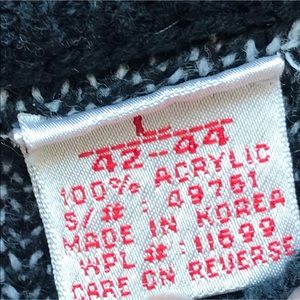 L
42-44
100% ACRYLIC
S/# : 49761
MADE IN KOREA
WPL # : 11699
CARE ON REVERSE